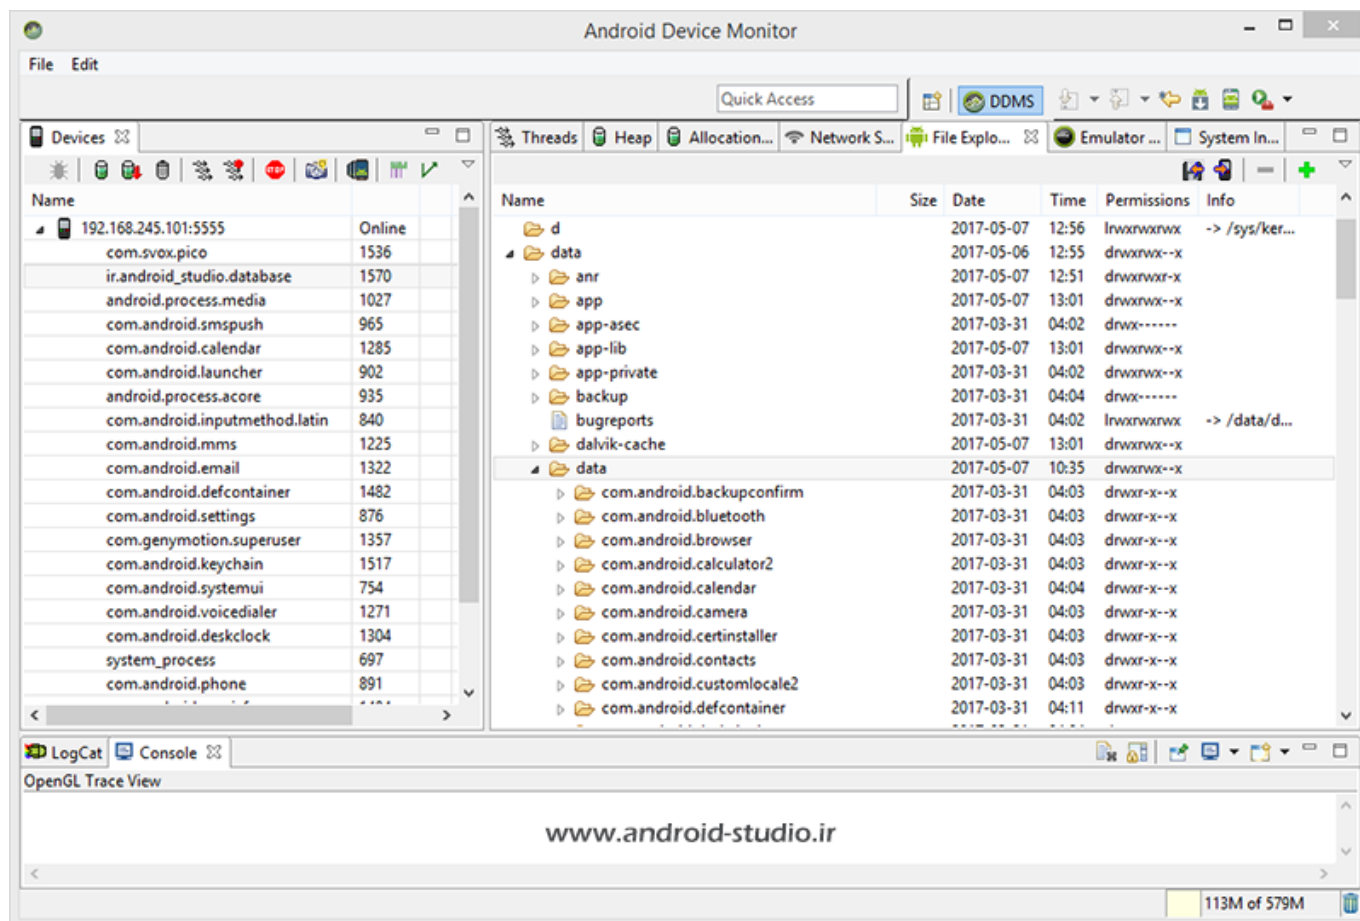 Android Device Monitor
File Edit
Quick Access DDMS
Devices Threads Heap Allocation... Network S... File Explo... Emulator ... System In...
Name Name Size Date Time Permissions Info
192.168.245.101:5555 Online d 2017-05-07 12:56 lrwxrwxrwx -> /sys/ker...
com.svox.pico 1536 data 2017-05-06 12:55 drwxrwx--x
ir.android_studio.database 1570 anr 2017-05-07 12:51 drwxrwxr-x
android.process.media 1027 app 2017-05-07 13:01 drwxrwx--x
com.android.smspush 965 app-asec 2017-03-31 04:02 drwx------
com.android.calendar 1285 app-lib 2017-05-07 13:01 drwxrwx--x
com.android.launcher 902 app-private 2017-03-31 04:02 drwxrwx--x
android.process.acore 935 backup 2017-03-31 04:04 drwx------
com.android.inputmethod.latin 840 bugreports 2017-03-31 04:02 lrwxrwxrwx -> /data/d...
com.android.mms 1225 dalvik-cache 2017-05-07 13:01 drwxrwx--x
com.android.email 1322 data 2017-05-07 10:35 drwxrwx--x
com.android.defcontainer 1482 com.android.backupconfirm 2017-03-31 04:03 drwxr-x--x
com.android.settings 876 com.android.bluetooth 2017-03-31 04:03 drwxr-x--x
com.genymotion.superuser 1357 com.android.browser 2017-03-31 04:03 drwxr-x--x
com.android.keychain 1517 com.android.calculator2 2017-03-31 04:03 drwxr-x--x
com.android.systemui 754 com.android.calendar 2017-03-31 04:04 drwxr-x--x
com.android.voicedialer 1271 com.android.camera 2017-03-31 04:03 drwxr-x--x
com.android.deskclock 1304 com.android.certinstaller 2017-03-31 04:03 drwxr-x--x
system_process 697 com.android.contacts 2017-03-31 04:03 drwxr-x--x
com.android.phone 891 com.android.customlocale2 2017-03-31 04:03 drwxr-x--x
com.android.defcontainer 2017-03-31 04:11 drwxr-x--x
LogCat Console
OpenGL Trace View
www.android-studio.ir
113M of 579M